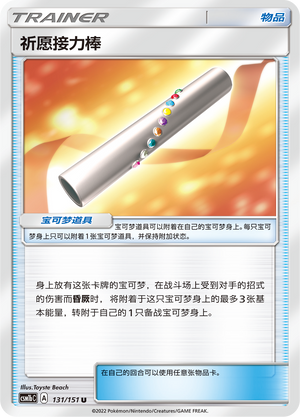 TRAINER 物品
祈愿接力棒
宝可梦道具
宝可梦道具可以附着在自己的宝可梦身上。每只宝可
梦身上只可以附着1张宝可梦道具，并保持附加状态。
身上放有这张卡牌的宝可梦，在战斗场上受到对手的招式
的伤害而昏厥时，将附着于这只宝可梦身上的最多3张基
本能量，转附于自己的1只备战宝可梦身上。
在自己的回合可以使用任意张物品卡。
Illus.Toyste Beach
A 131/151 U
©2022 Pokémon/Nintendo/Creatures/GAME FREAK.